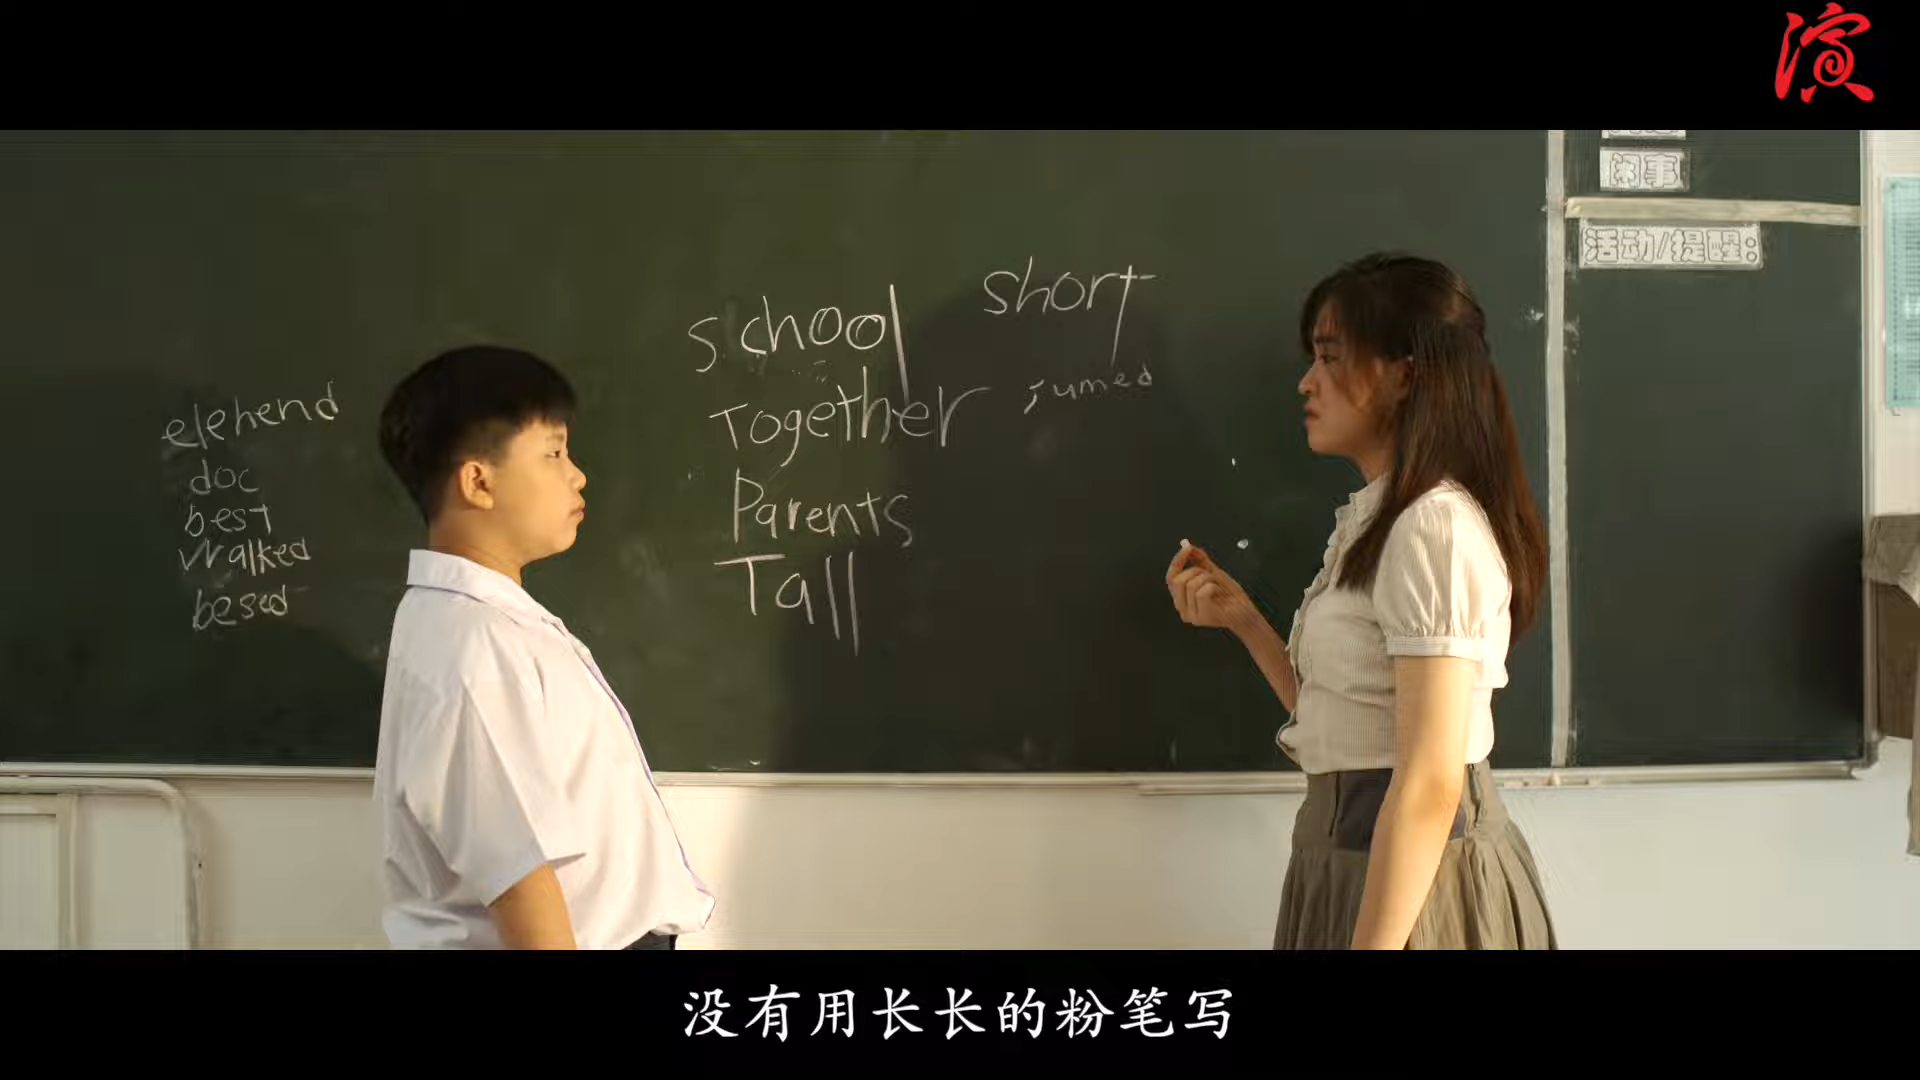 演
闲事
活动/提醒:
short
school
jumed
Together
Parents
Tall
elehend
doc
best
walked
besed
没有用长长的粉笔写